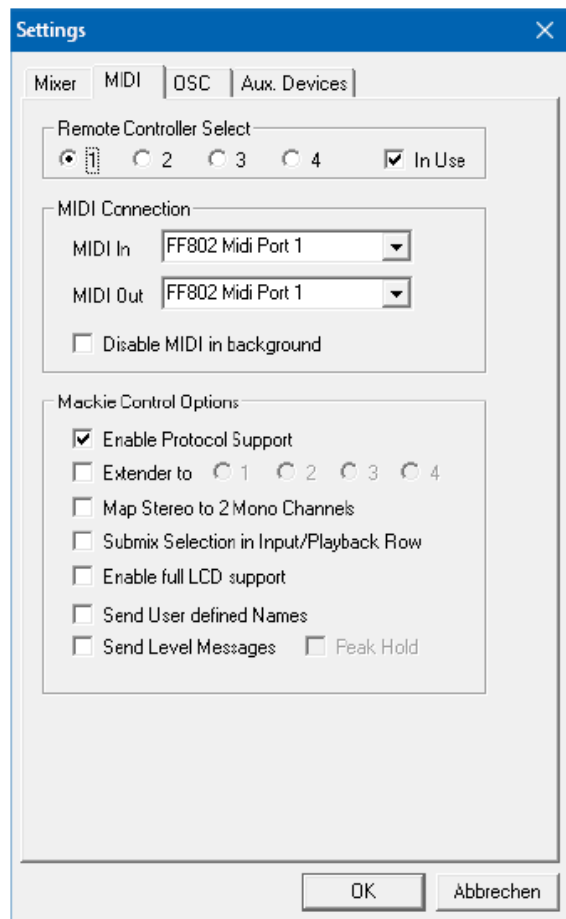 Settings
Mixer MIDI OSC Aux. Devices
Remote Controller Select
1 2 3 4 In Use
MIDI Connection
MIDI In FF802 Midi Port 1
MIDI Out FF802 Midi Port 1
Disable MIDI in background
Mackie Control Options
Enable Protocol Support
Extender to 1 2 3 4
Map Stereo to 2 Mono Channels
Submix Selection in Input/Playback Row
Enable full LCD support
Send User defined Names
Send Level Messages Peak Hold
OK Abbrechen